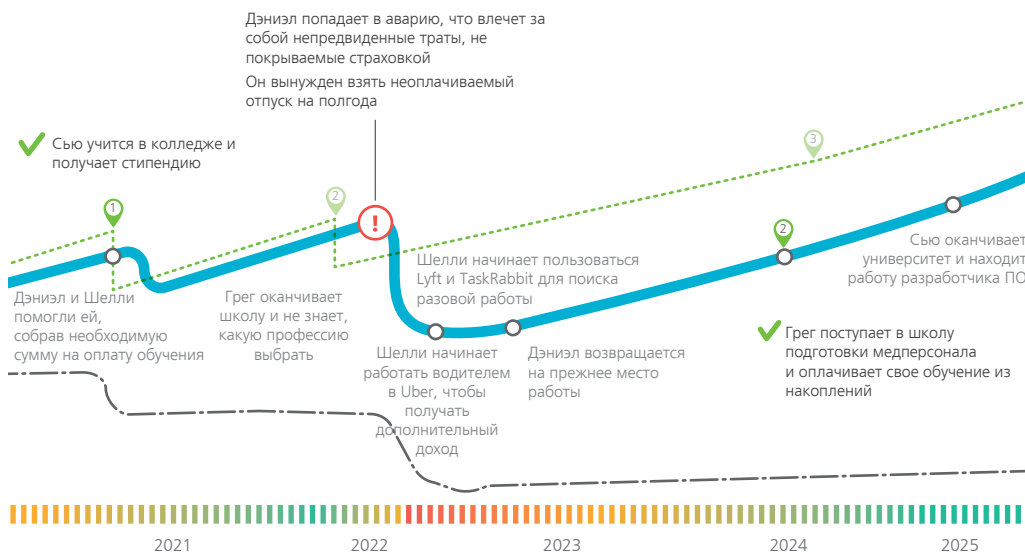 Дэниэл попадает в аварию, что влечет за
собой непредвиденные траты, не
покрываемые страховкой
Он вынужден взять неоплачиваемый
отпуск на полгода
Сью учится в колледже и
получает стипендию
3
1
2
!
2
Сью оканчивает
университет и находит
работу разработчика ПО
Шелли начинает пользоваться
Lyft и TaskRabbit для поиска
разовой работы
Дэниэл и Шелли
помогли ей,
собрав необходимую
сумму на оплату обучения
Грег оканчивает
школу и не знает,
какую профессию
выбрать
Шелли начинает
работать водителем
в Uber, чтобы
получать
дополнительный
доход
Дэниэл возвращается
на прежнее место
работы
Грег поступает в школу
подготовки медперсонала
и оплачивает свое обучение из
накоплений
2021
2022
2023
2024
2025